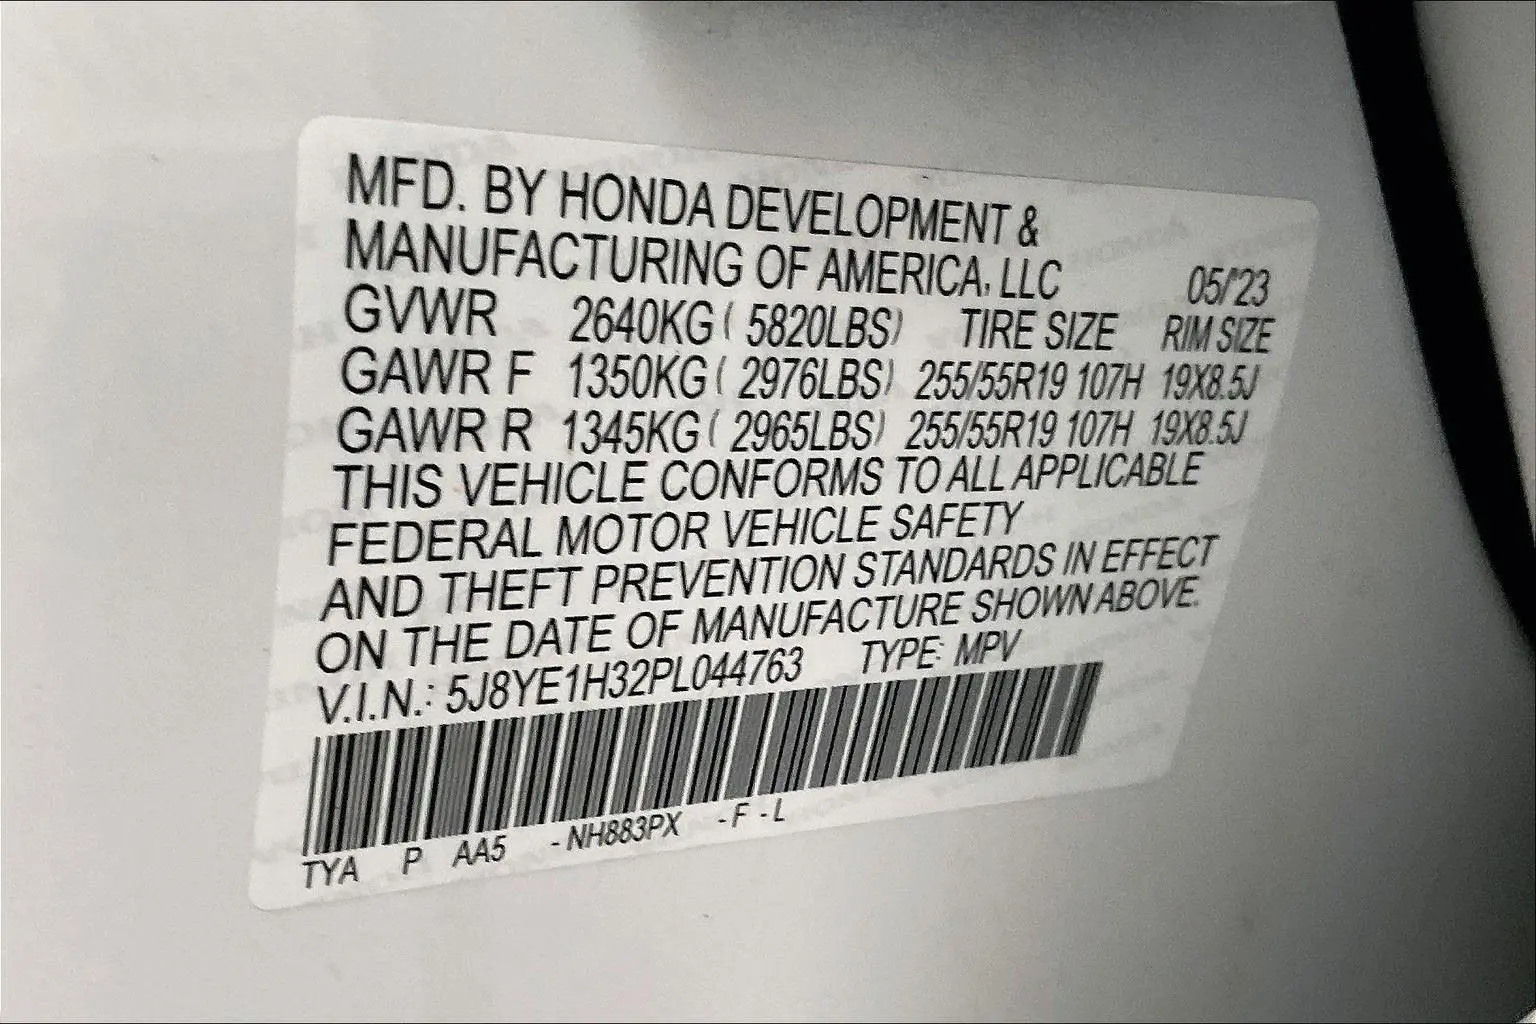 MFD. BY HONDA DEVELOPMENT &
MANUFACTURING OF AMERICA, LLC 05/'23
GVWR 2640KG ( 5820LBS) TIRE SIZE RIM SIZE
GAWR F 1350KG ( 2976LBS) 255/55R19 107H 19X8.5J
GAWR R 1345KG ( 2965LBS) 255/55R19 107H 19X8.5J
THIS VEHICLE CONFORMS TO ALL APPLICABLE
FEDERAL MOTOR VEHICLE SAFETY
AND THEFT PREVENTION STANDARDS IN EFFECT
ON THE DATE OF MANUFACTURE SHOWN ABOVE.
V.I.N.: 5J8YE1H32PL044763 TYPE: MPV
TYA P AA5 -NH883PX -F -L